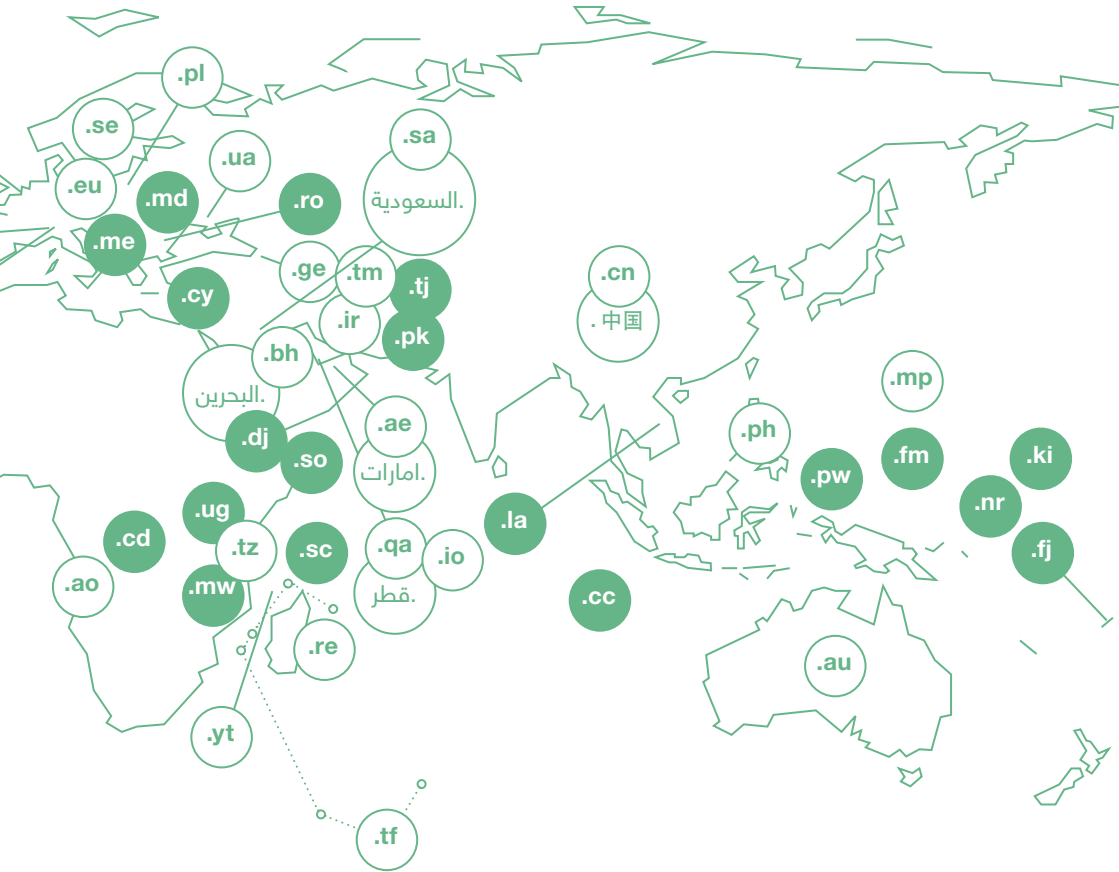 .pl
.se
.sa
.ua
.eu
.md
.ro
.السعودية
.me
.ge
.tm
.tj
.cn
.cy
.ir
.中国
.pk
.bh
.mp
.البحرين
.ae
.ph
.dj
.so
.امارات
.pw
.fm
.ki
.ug
.la
.nr
.cd
.tz
.sc
.qa
.io
.fj
.ao
.mw
.قطر
.cc
.re
.au
.yt
.tf